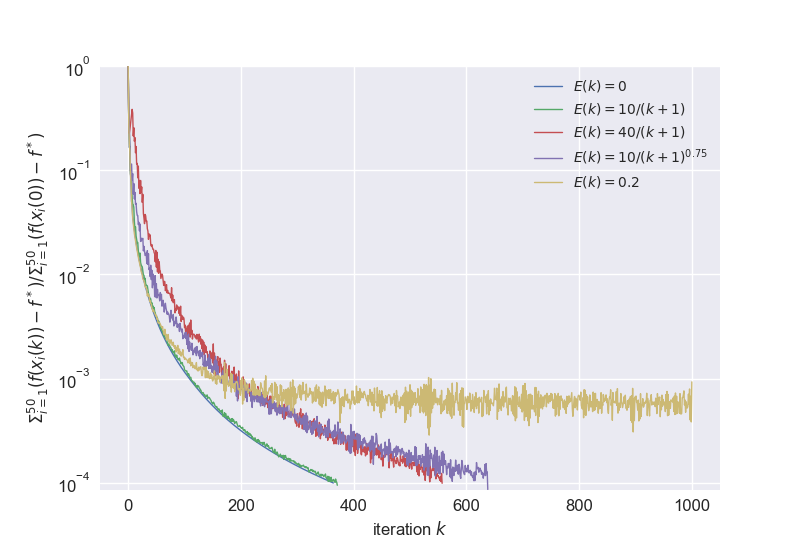 10^0
10^{-1}
10^{-2}
10^{-3}
10^{-4}
0 200 400 600 800 1000
iteration k
Σ_{i=1}^{50}(f(x_i(k)) − f^*)/Σ_{i=1}^{50}(f(x_i(0)) − f^*)
E(k) = 0
E(k) = 10/(k + 1)
E(k) = 40/(k + 1)
E(k) = 10/(k + 1)^{0.75}
E(k) = 0.2